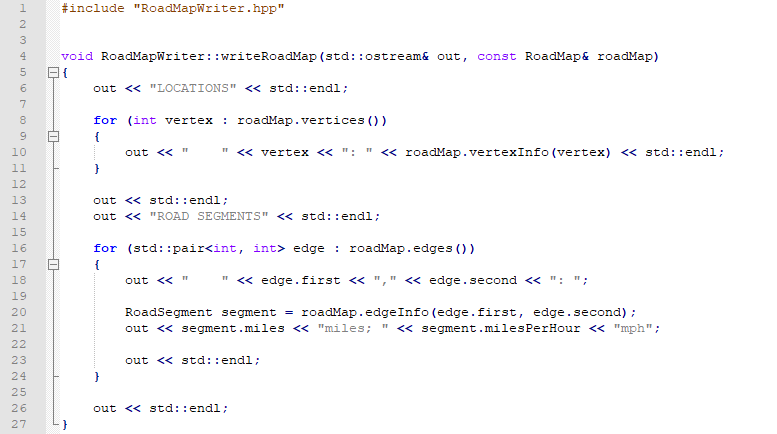 1 #include "RoadMapWriter.hpp"
2
3
4 void RoadMapWriter::writeRoadMap(std::ostream& out, const RoadMap& roadMap)
5 {
6     out << "LOCATIONS" << std::endl;
7
8     for (int vertex : roadMap.vertices())
9     {
10         out << "    " << vertex << ": " << roadMap.vertexInfo(vertex) << std::endl;
11     }
12
13     out << std::endl;
14     out << "ROAD SEGMENTS" << std::endl;
15
16     for (std::pair<int, int> edge : roadMap.edges())
17     {
18         out << "    " << edge.first << "," << edge.second << ": ";
19
20         RoadSegment segment = roadMap.edgeInfo(edge.first, edge.second);
21         out << segment.miles << "miles; " << segment.milesPerHour << "mph";
22
23         out << std::endl;
24     }
25
26     out << std::endl;
27 }